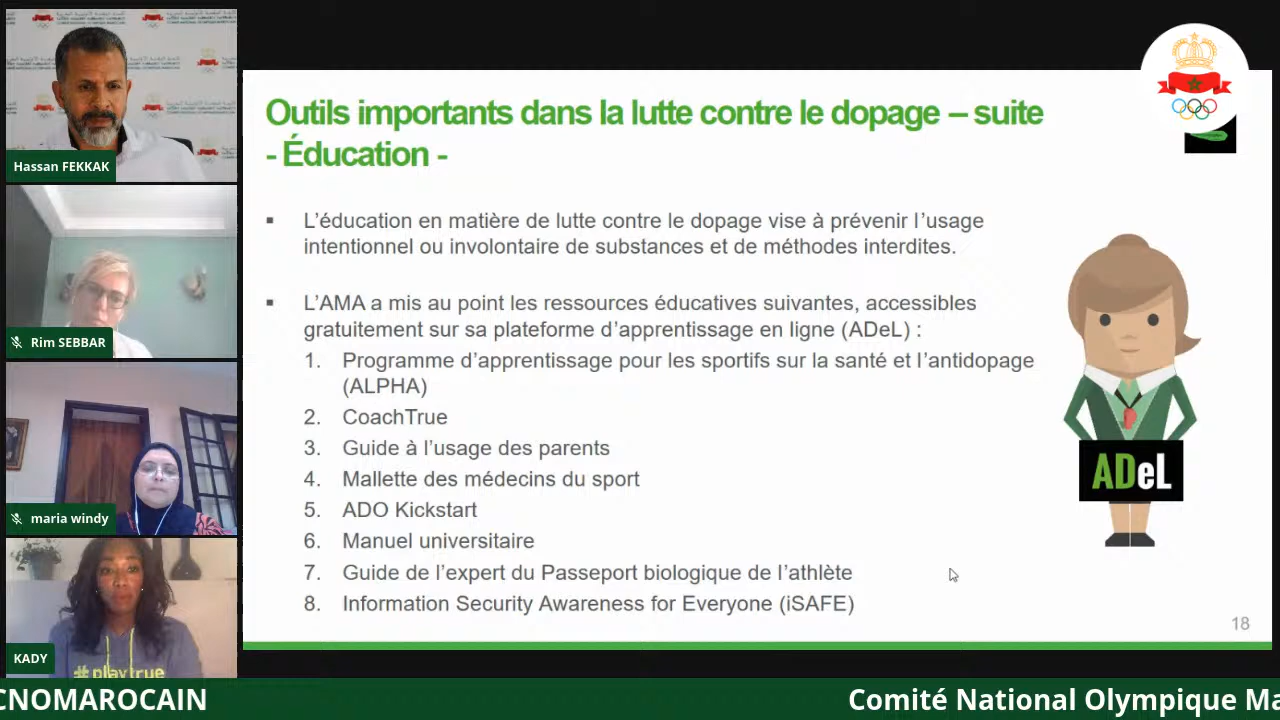 Hassan FEKKAK
Rim SEBBAR
maria windy
KADY
#playtrue
Outils importants dans la lutte contre le dopage – suite
- Éducation -
▪ L’éducation en matière de lutte contre le dopage vise à prévenir l’usage
intentionnel ou involontaire de substances et de méthodes interdites.
▪ L’AMA a mis au point les ressources éducatives suivantes, accessibles
gratuitement sur sa plateforme d’apprentissage en ligne (ADeL) :
1. Programme d’apprentissage pour les sportifs sur la santé et l’antidopage
(ALPHA)
2. CoachTrue
3. Guide à l’usage des parents
4. Mallette des médecins du sport
5. ADO Kickstart
6. Manuel universitaire
7. Guide de l’expert du Passeport biologique de l’athlète
8. Information Security Awareness for Everyone (iSAFE)
ADeL
18
CNOMAROCAIN
Comité National Olympique Ma